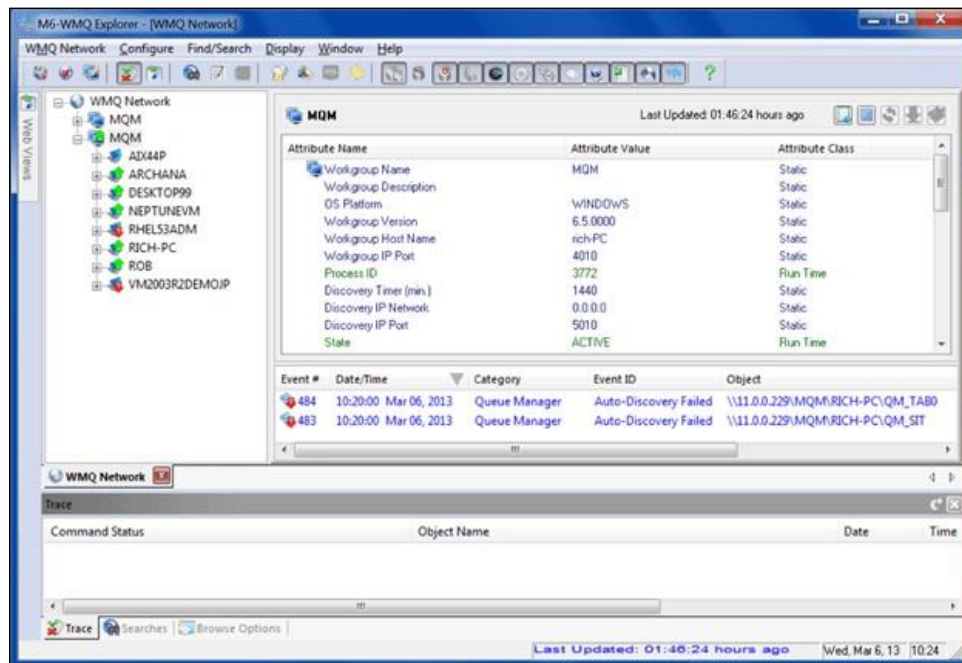 M6-WMQ Explorer - [WMQ Network]
WMQ Network Configure Find/Search Display Window Help
Web Views
WMQ Network
MQM
MQM
AIX44P
ARCHANA
DESKTOP99
NEPTUNEVM
RHEL53ADM
RICH-PC
ROB
VM2003R2DEMOJP
MQM Last Updated: 01:46:24 hours ago
Attribute Name Attribute Value Attribute Class
Workgroup Name MQM Static
Workgroup Description Static
OS Platform WINDOWS Static
Workgroup Version 6.5.0000 Static
Workgroup Host Name rich-PC Static
Workgroup IP Port 4010 Static
Process ID 3772 Run Time
Discovery Timer (min.) 1440 Static
Discovery IP Network 0.0.0.0 Static
Discovery IP Port 5010 Static
State ACTIVE Run Time
Event # Date/Time Category Event ID Object
484 10:20:00 Mar 06, 2013 Queue Manager Auto-Discovery Failed \\11.0.0.229\MQM\RICH-PC\QM_TAB0
483 10:20:00 Mar 06, 2013 Queue Manager Auto-Discovery Failed \\11.0.0.229\MQM\RICH-PC\QM_SIT
WMQ Network
Trace
Command Status Object Name Date Time
Trace Searches Browse Options
Last Updated: 01:46:24 hours ago Wed, Mar 6, 13 10:24